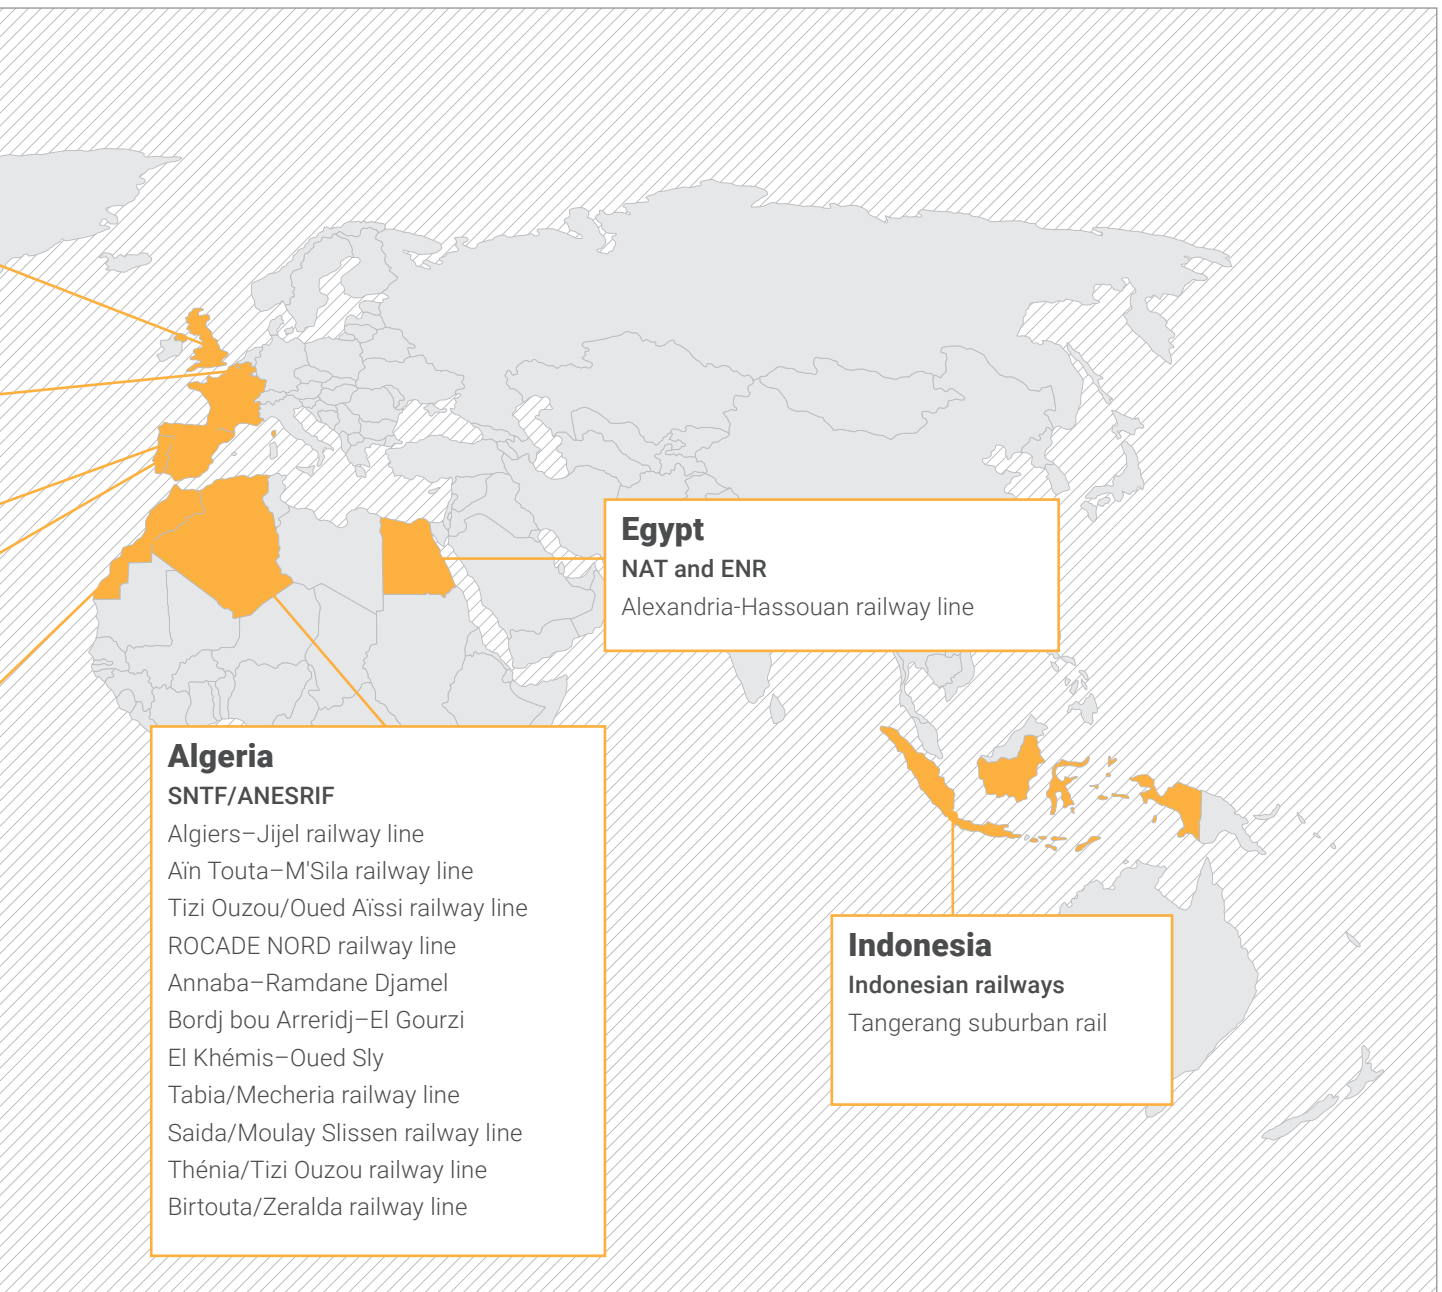 Egypt
NAT and ENR
Alexandria-Hassouan railway line
Algeria
SNTF/ANESRIF
Algiers–Jijel railway line
Aïn Touta–M'Sila railway line
Tizi Ouzou/Oued Aïssi railway line
ROCADE NORD railway line
Annaba–Ramdane Djamel
Bordj bou Arreridj–El Gourzi
El Khémis–Oued Sly
Tabia/Mecheria railway line
Saida/Moulay Slissen railway line
Thénia/Tizi Ouzou railway line
Birtouta/Zeralda railway line
Indonesia
Indonesian railways
Tangerang suburban rail